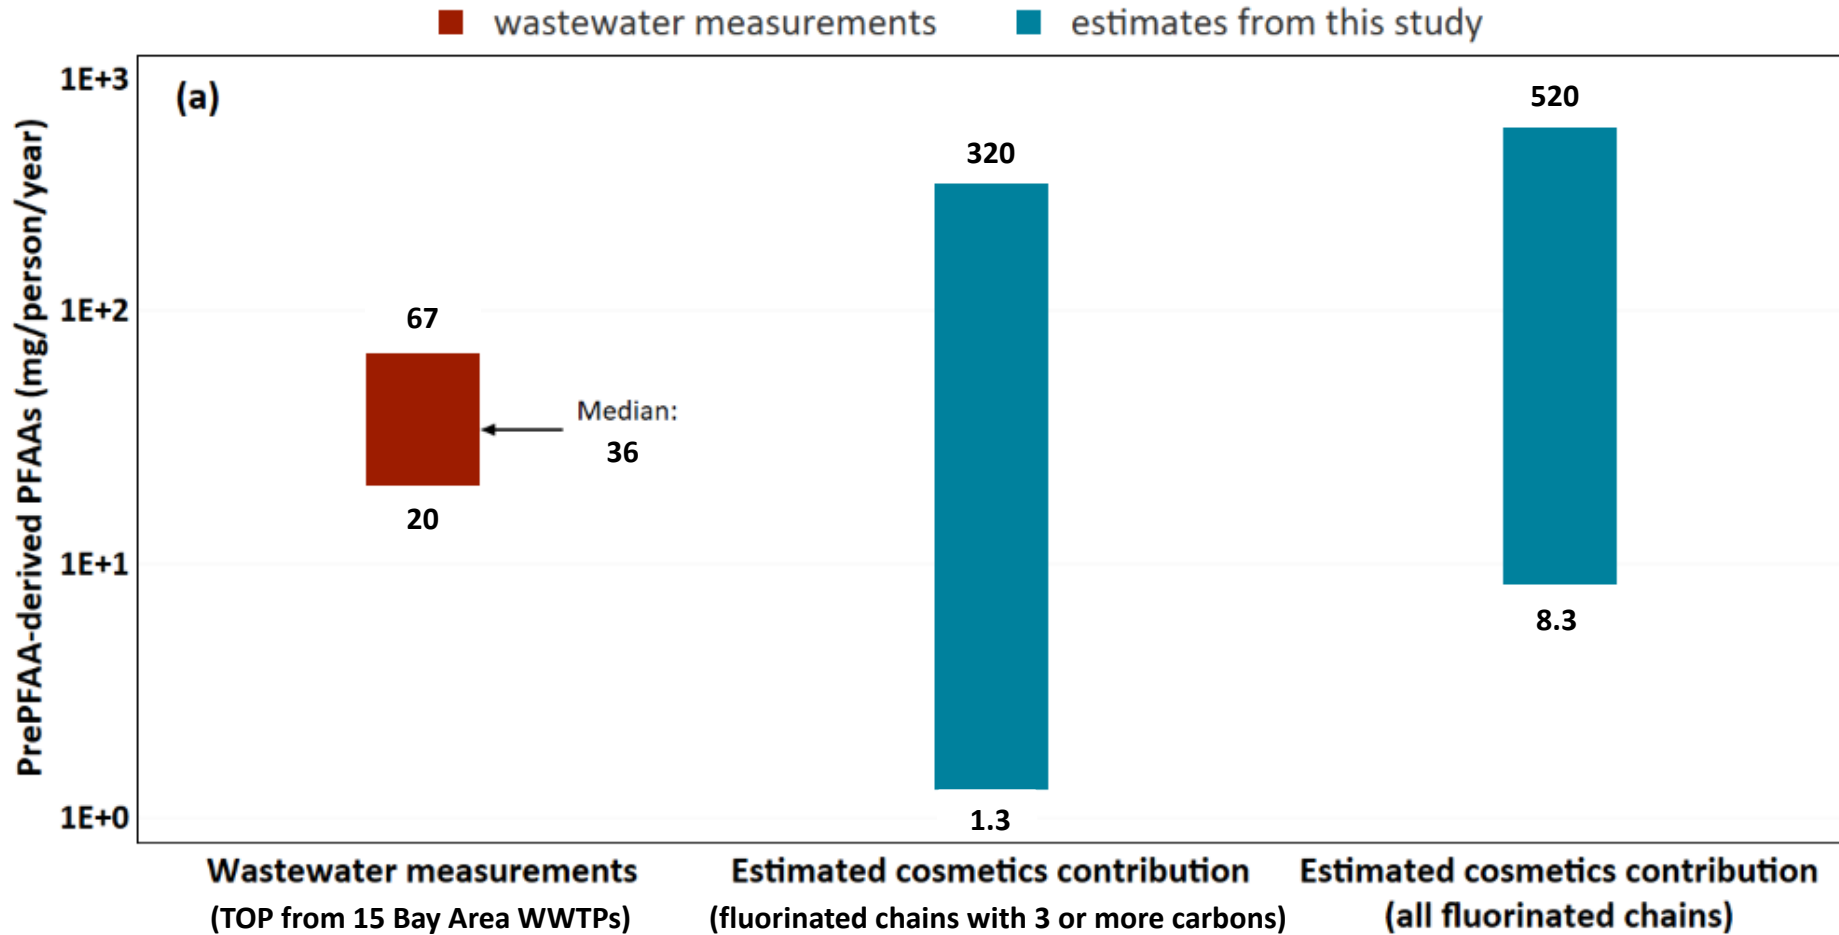 wastewater measurements estimates from this study
(a)
PrePFAA-derived PFAAs (mg/person/year)
1E+3
1E+2
1E+1
1E+0
67
Median:
36
20
320
1.3
520
8.3
Wastewater measurements
(TOP from 15 Bay Area WWTPs)
Estimated cosmetics contribution
(fluorinated chains with 3 or more carbons)
Estimated cosmetics contribution
(all fluorinated chains)